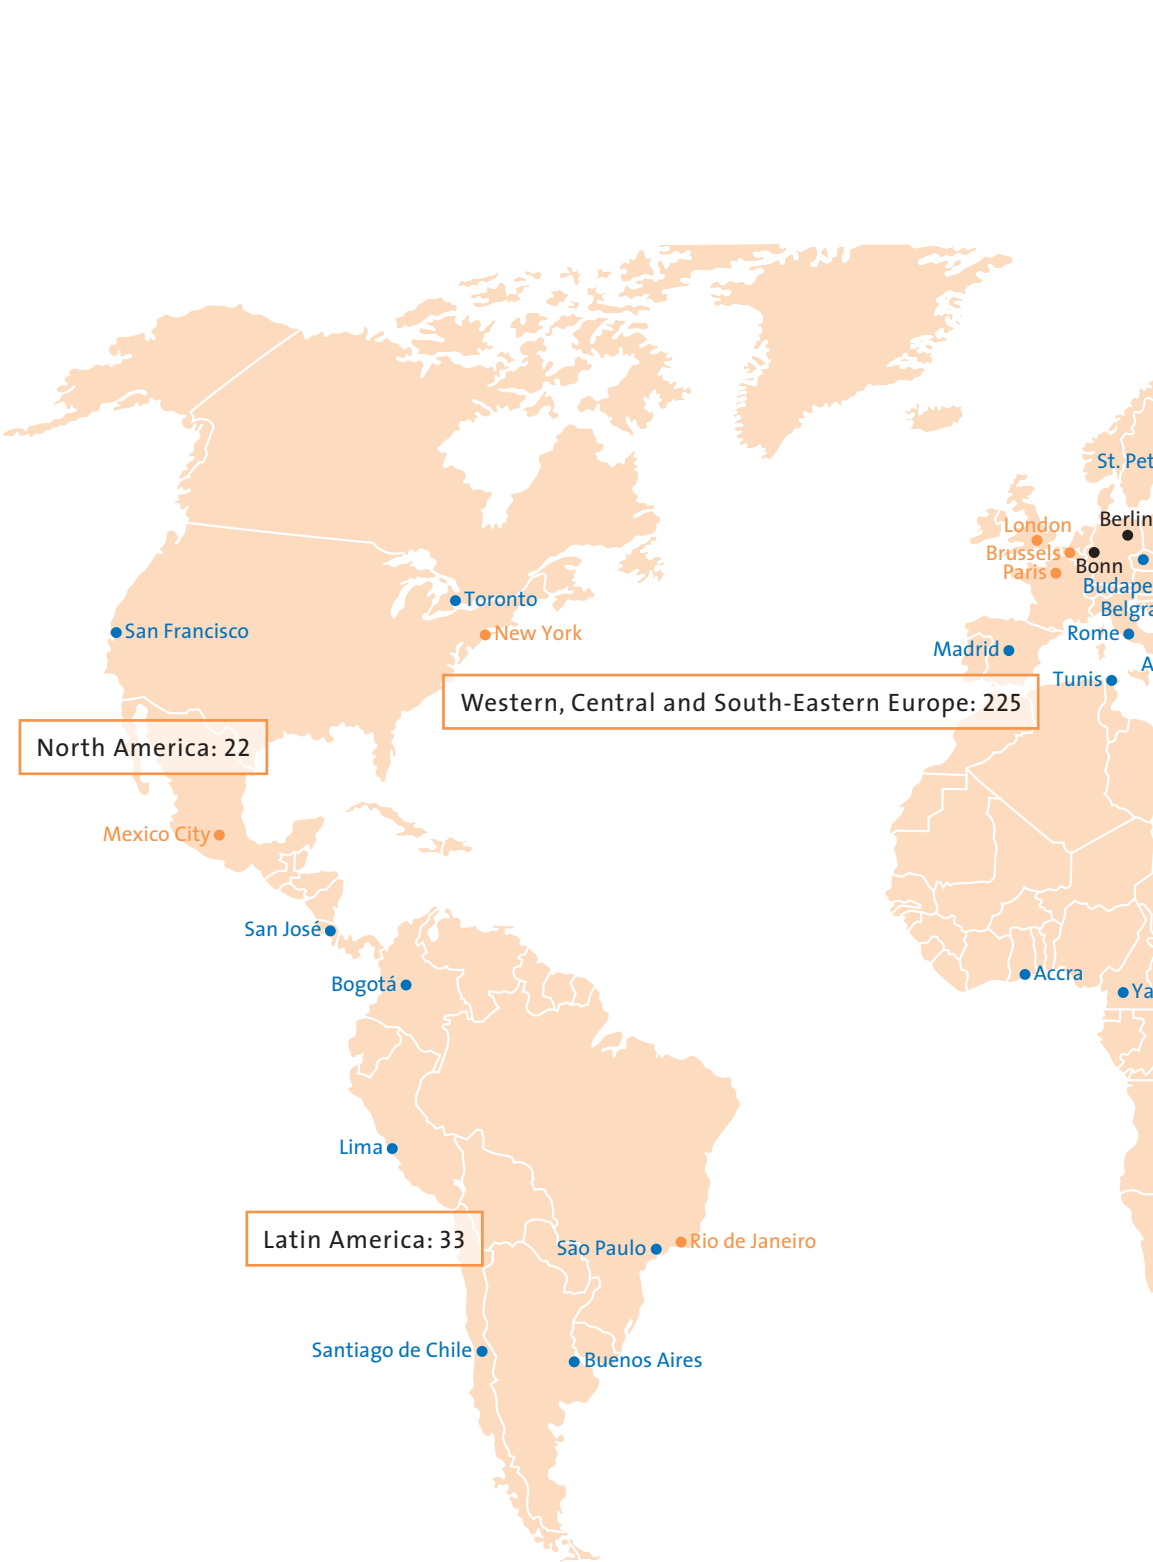 St. Pet
London
Berlin
Brussels
Bonn
Paris
Budape
Toronto
Belgra
San Francisco
New York
Rome
Madrid
A
Tunis
Western, Central and South-Eastern Europe: 225
North America: 22
Mexico City
San José
Accra
Bogotá
Ya
Lima
Latin America: 33
São Paulo
Rio de Janeiro
Santiago de Chile
Buenos Aires